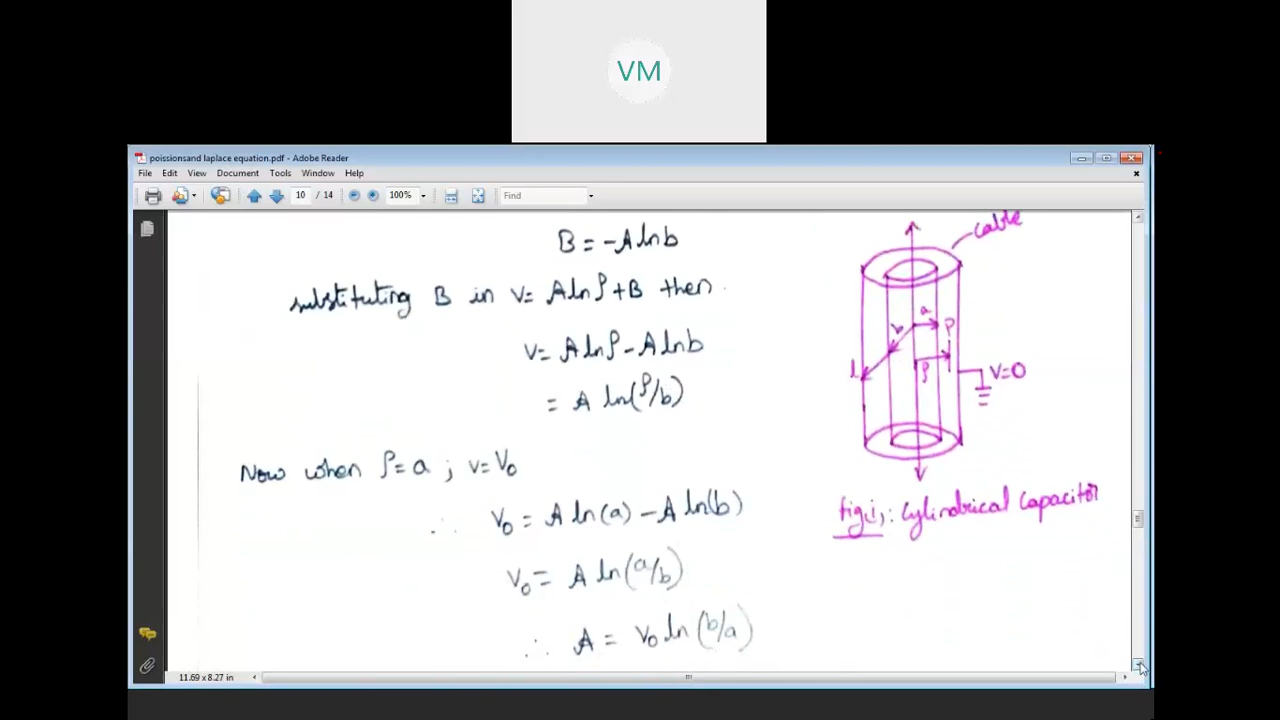 VM
poissionsand laplace equation.pdf - Adobe Reader
File Edit View Document Tools Window Help
10 / 14 100% Find
B = -A ln b
substituting B in V = A ln ρ + B then
V = A ln ρ - A ln b
= A ln (ρ/b)
Now when ρ = a ; V = V₀
∴ V₀ = A ln (a) - A ln (b)
V₀ = A ln (a/b)
∴ A = V₀ ln (b/a)
cable
a
b
P
ρ
l
V=0
fig(i) : Cylindrical Capacitor
11.69 x 8.27 in